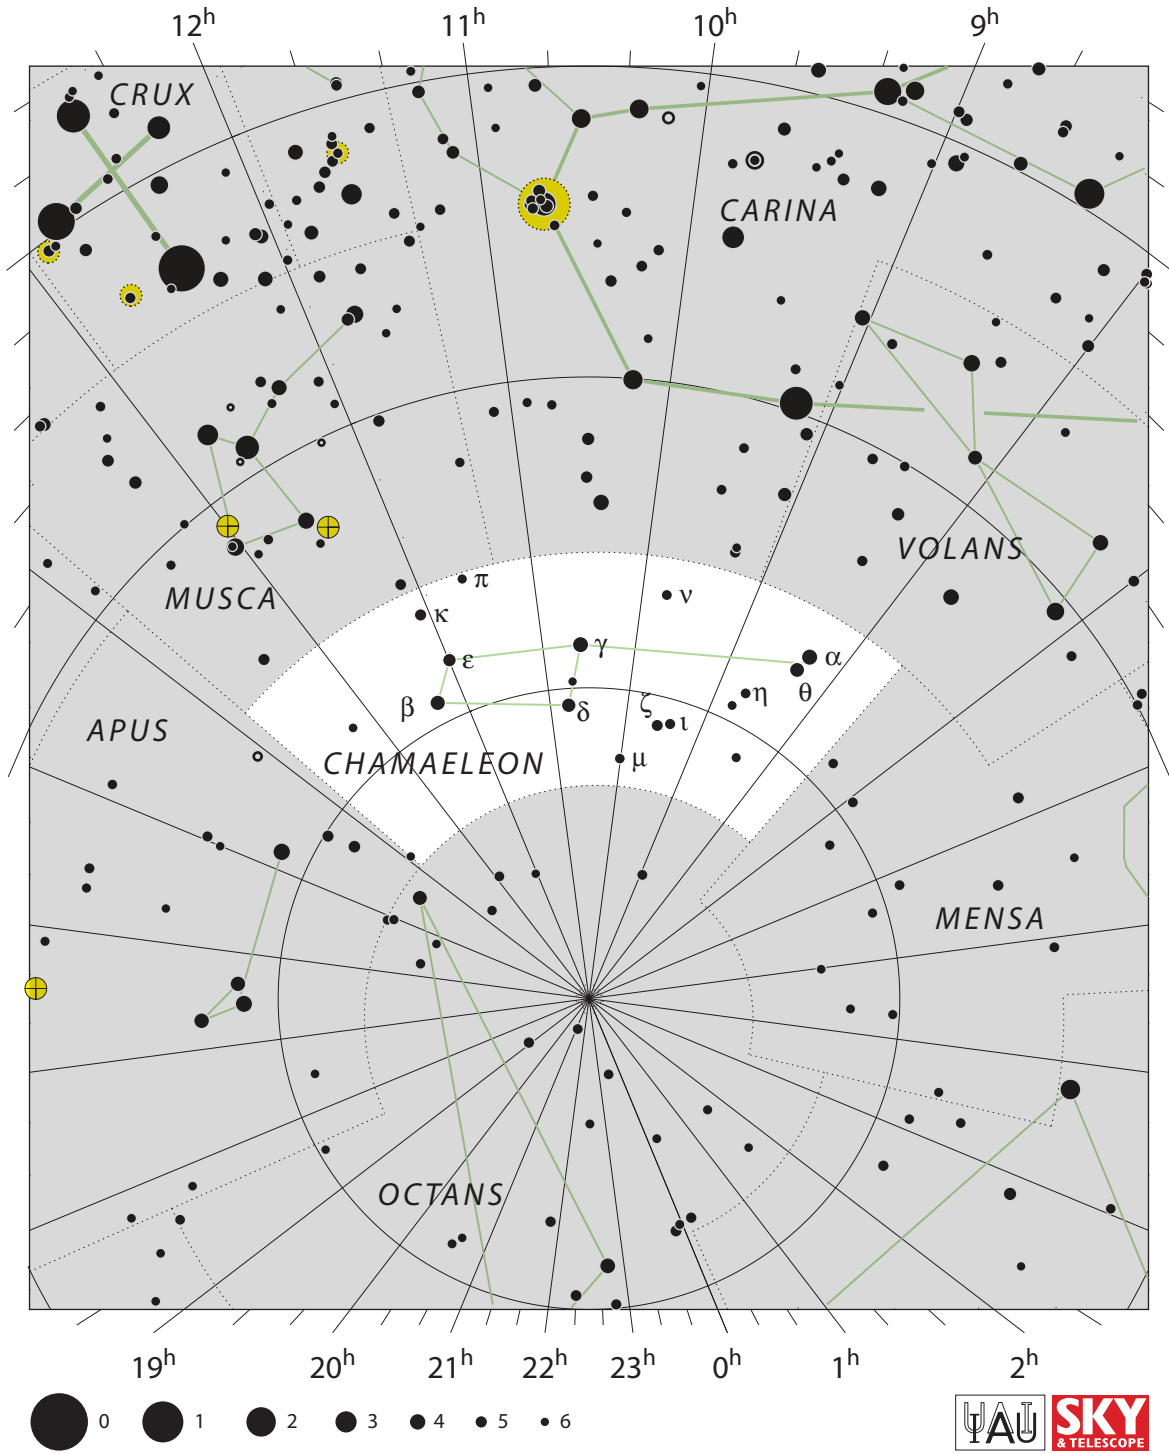 12h 11h 10h 9h
CRUX
CARINA
VOLANS
MUSCA
π
ν
κ
γ
ε
α
θ
η
β
δ
ζ
ι
APUS
CHAMAELEON
μ
MENSA
OCTANS
19h 20h 21h 22h 23h 0h 1h 2h
0 1 2 3 4 5 6
IAU
SKY
& TELESCOPE